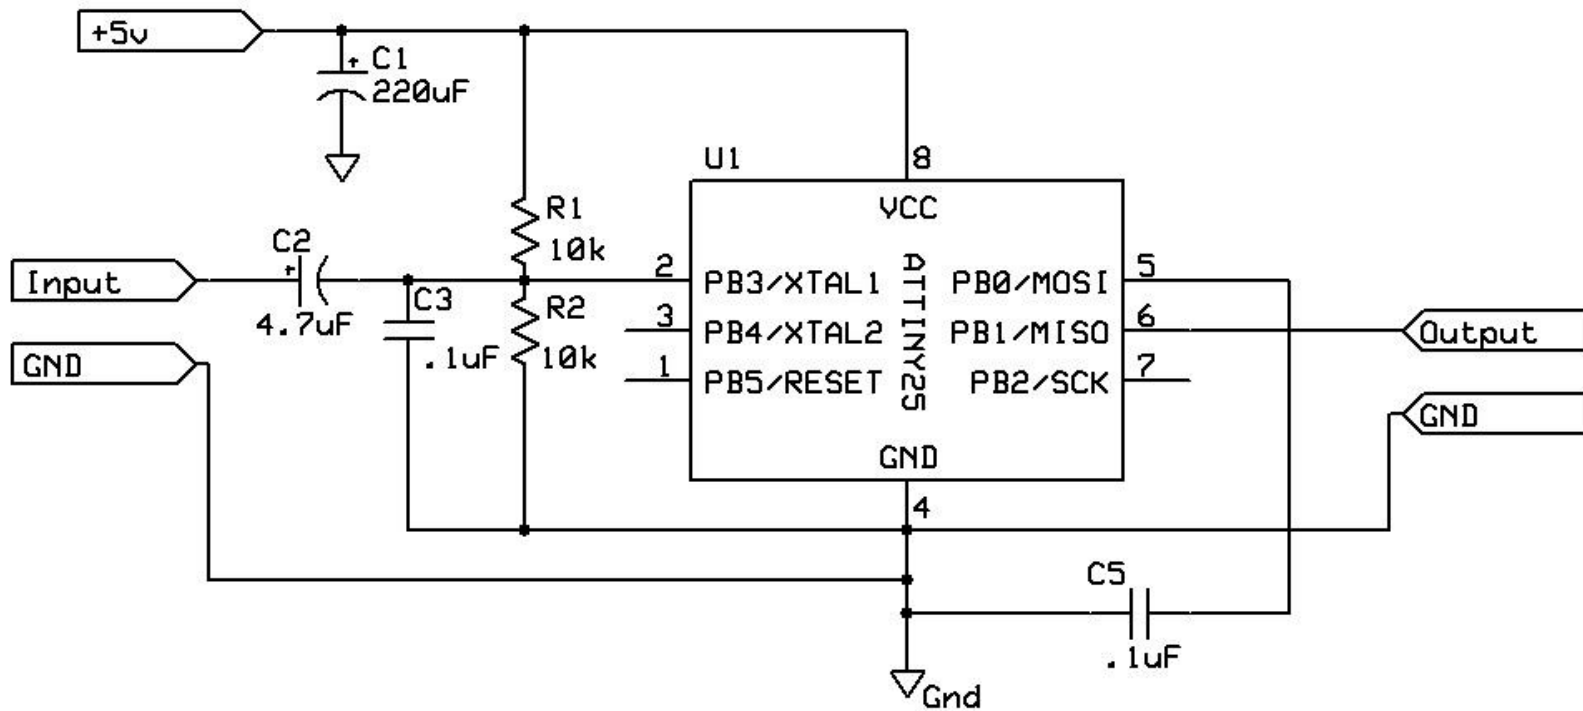 +5v
+ C1
220uF
U1
8
VCC
R1
10k
C2
+
4.7uF
Input
C3
.1uF
R2
10k
2
PB3/XTAL1
3
PB4/XTAL2
1
PB5/RESET
ATTINY25
PB0/MOSI
5
PB1/MISO
6
PB2/SCK
7
Output
GND
GND
GND
4
C5
.1uF
Gnd